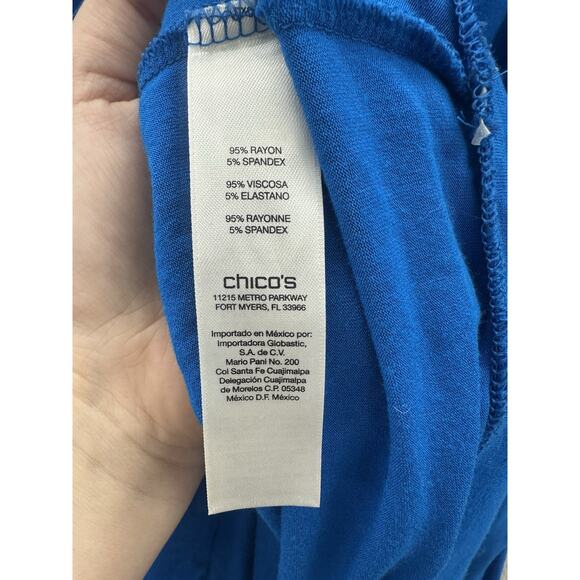 95% RAYON
5% SPANDEX
95% VISCOSA
5% ELASTANO
95% RAYONNE
5% SPANDEX
chico's
11215 METRO PARKWAY
FORT MYERS, FL 33966
Importado en México por:
Importadora Globastic,
S.A. de C.V.
Mario Pani No. 200
Col Santa Fe Cuajimalpa
Delegación Cuajimalpa
de Morelos C.P. 05348
México D.F. México